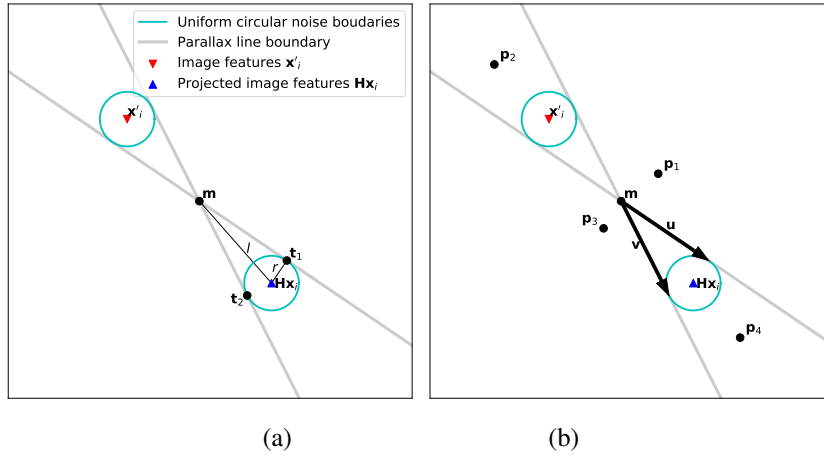 Uniform circular noise boudaries
Parallax line boundary
Image features x'ᵢ
Projected image features Hxᵢ
x'ᵢ
m
l
r
t₁
Hxᵢ
t₂
(a)
p₂
x'ᵢ
p₁
m
p₃
u
v
Hxᵢ
p₄
(b)